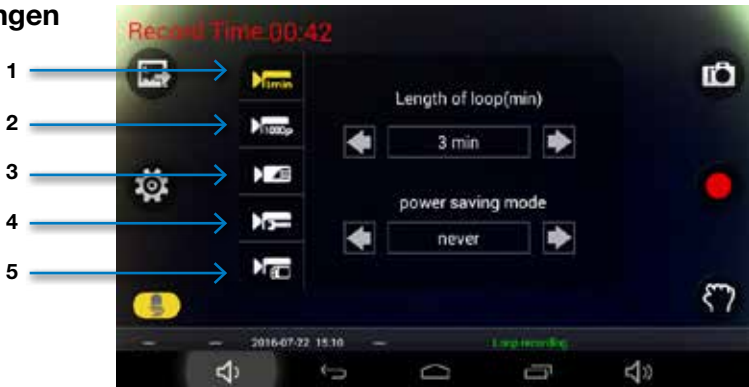 ngen
Record Time 00:42
1
3min
Length of loop(min)
2
1080p
3 min
3
power saving mode
4
never
5
2016-07-22 15:10
Loop recording